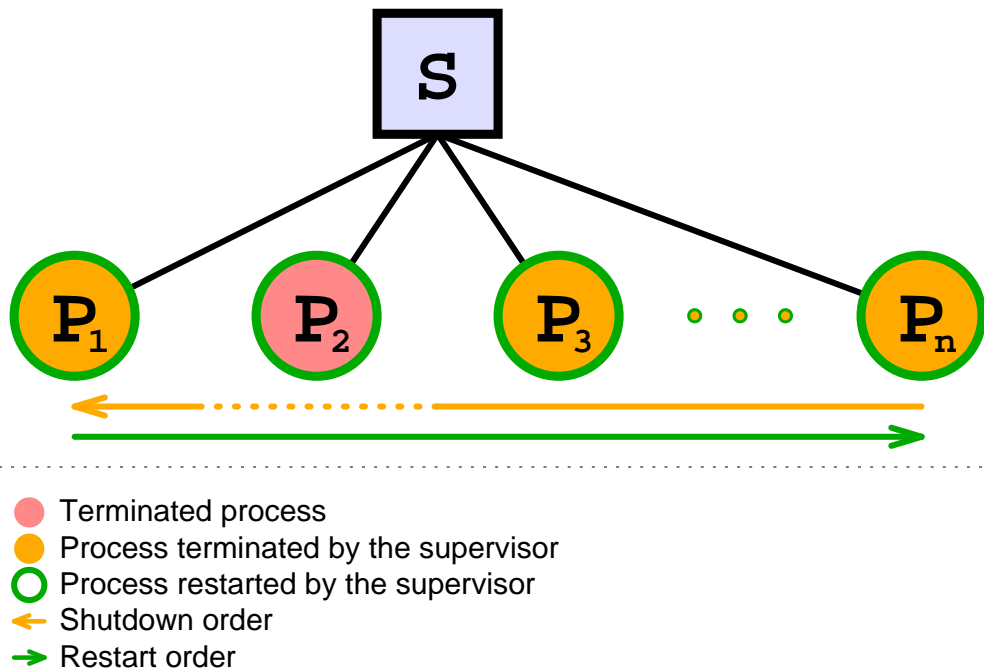 S
P1 P2 P3 Pn
Terminated process
Process terminated by the supervisor
Process restarted by the supervisor
Shutdown order
Restart order